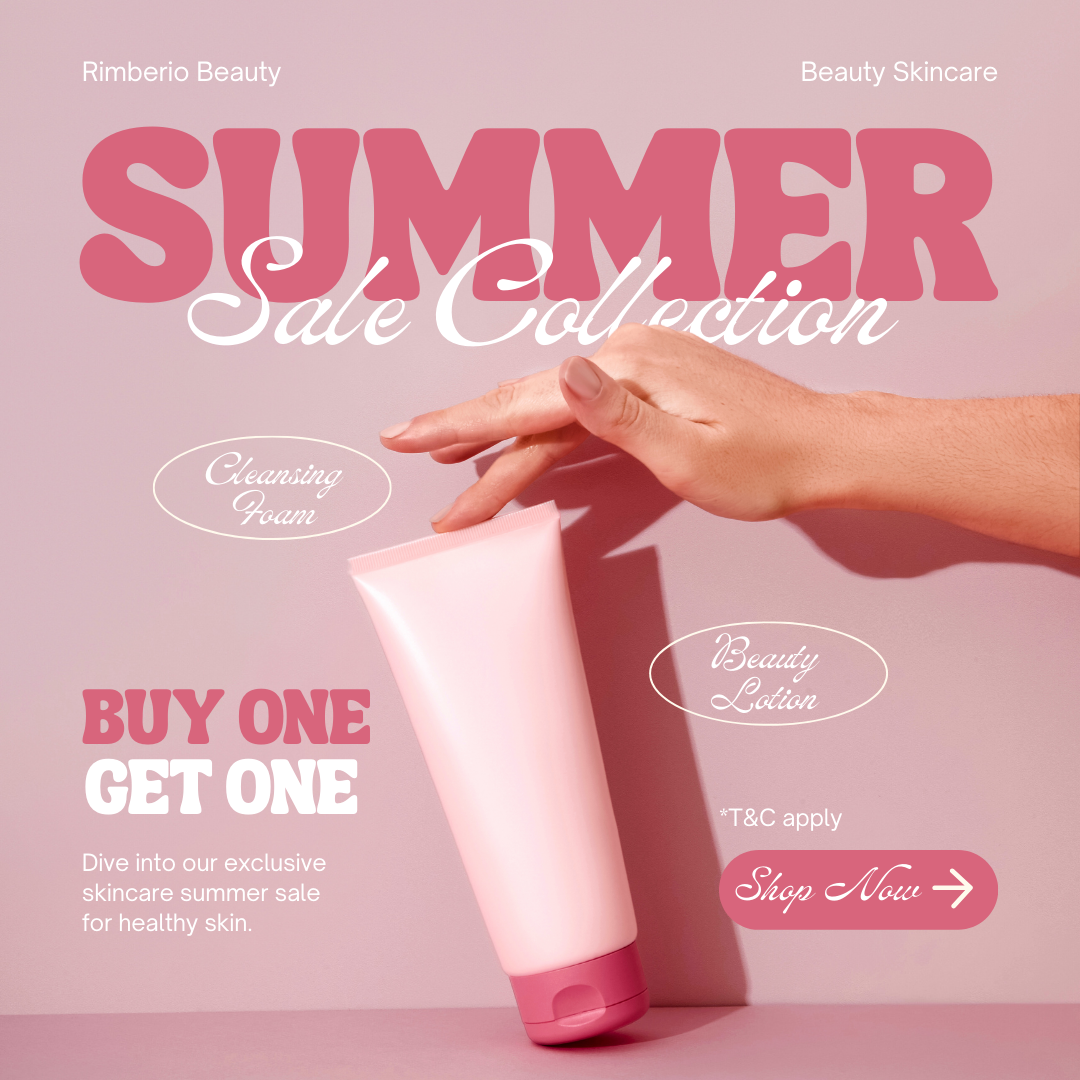 Rimberio Beauty
Beauty Skincare
SUMMER
Sale Collection
Cleansing
Foam
Beauty
Lotion
BUY ONE
GET ONE
Dive into our exclusive
skincare summer sale
for healthy skin.
*T&C apply
Shop Now